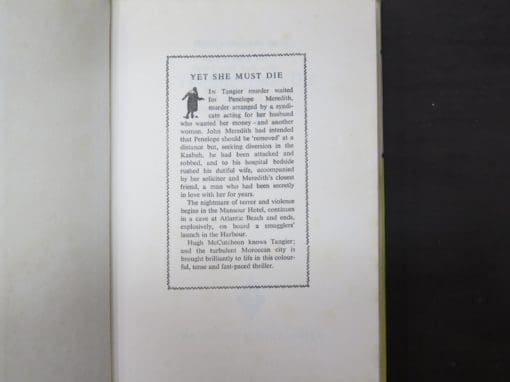 YET SHE MUST DIE
IN Tangier murder waited
for Penelope Meredith,
murder arranged by a syndi-
cate acting for her husband
who wanted her money – and another
woman. John Meredith had intended
that Penelope should be 'removed' at a
distance but, seeking diversion in the
Kasbah, he had been attacked and
robbed, and to his hospital bedside
rushed his dutiful wife, accompanied
by her solicitor and Meredith's closest
friend, a man who had been secretly
in love with her for years.
The nightmare of terror and violence
begins in the Mansour Hotel, continues
in a cave at Atlantic Beach and ends,
explosively, on board a smugglers'
launch in the Harbour.
Hugh McCutcheon knows Tangier;
and the turbulent Moroccan city is
brought brilliantly to life in this colour-
ful, tense and fast-paced thriller.